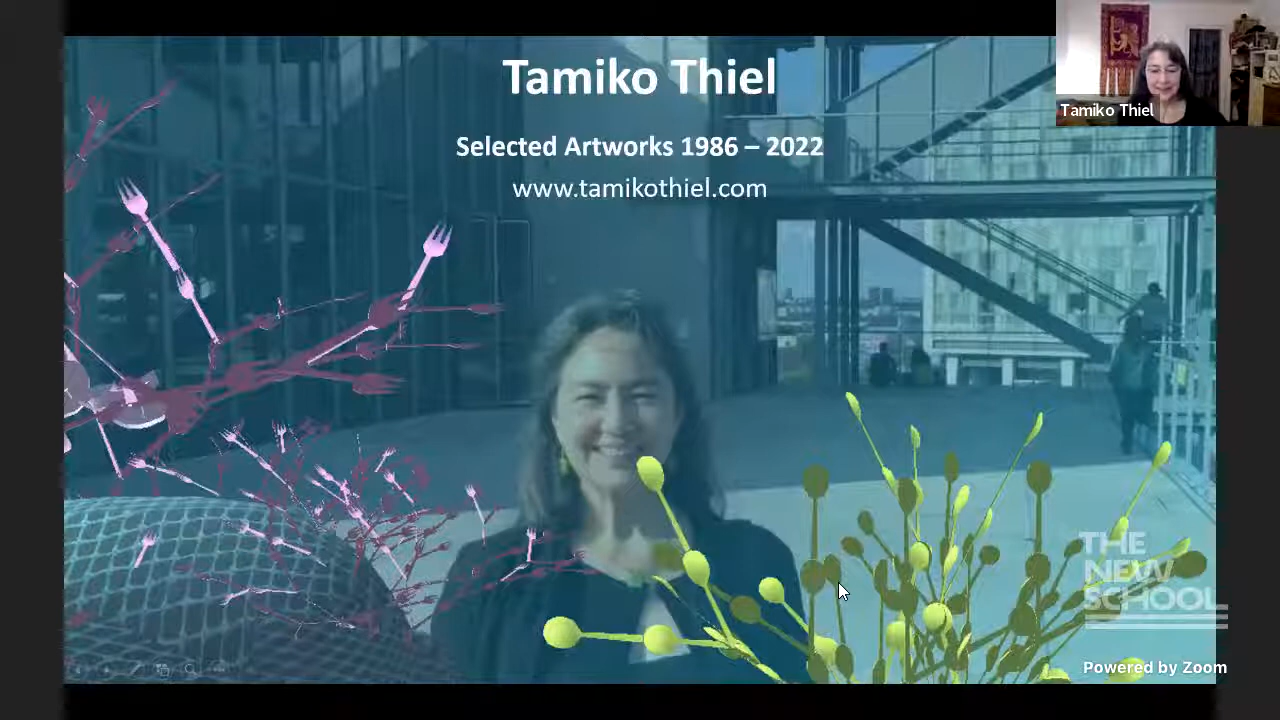 Tamiko Thiel
Selected Artworks 1986 – 2022
www.tamikothiel.com
Tamiko Thiel
THE
NEW
SCHOOL
Powered by Zoom